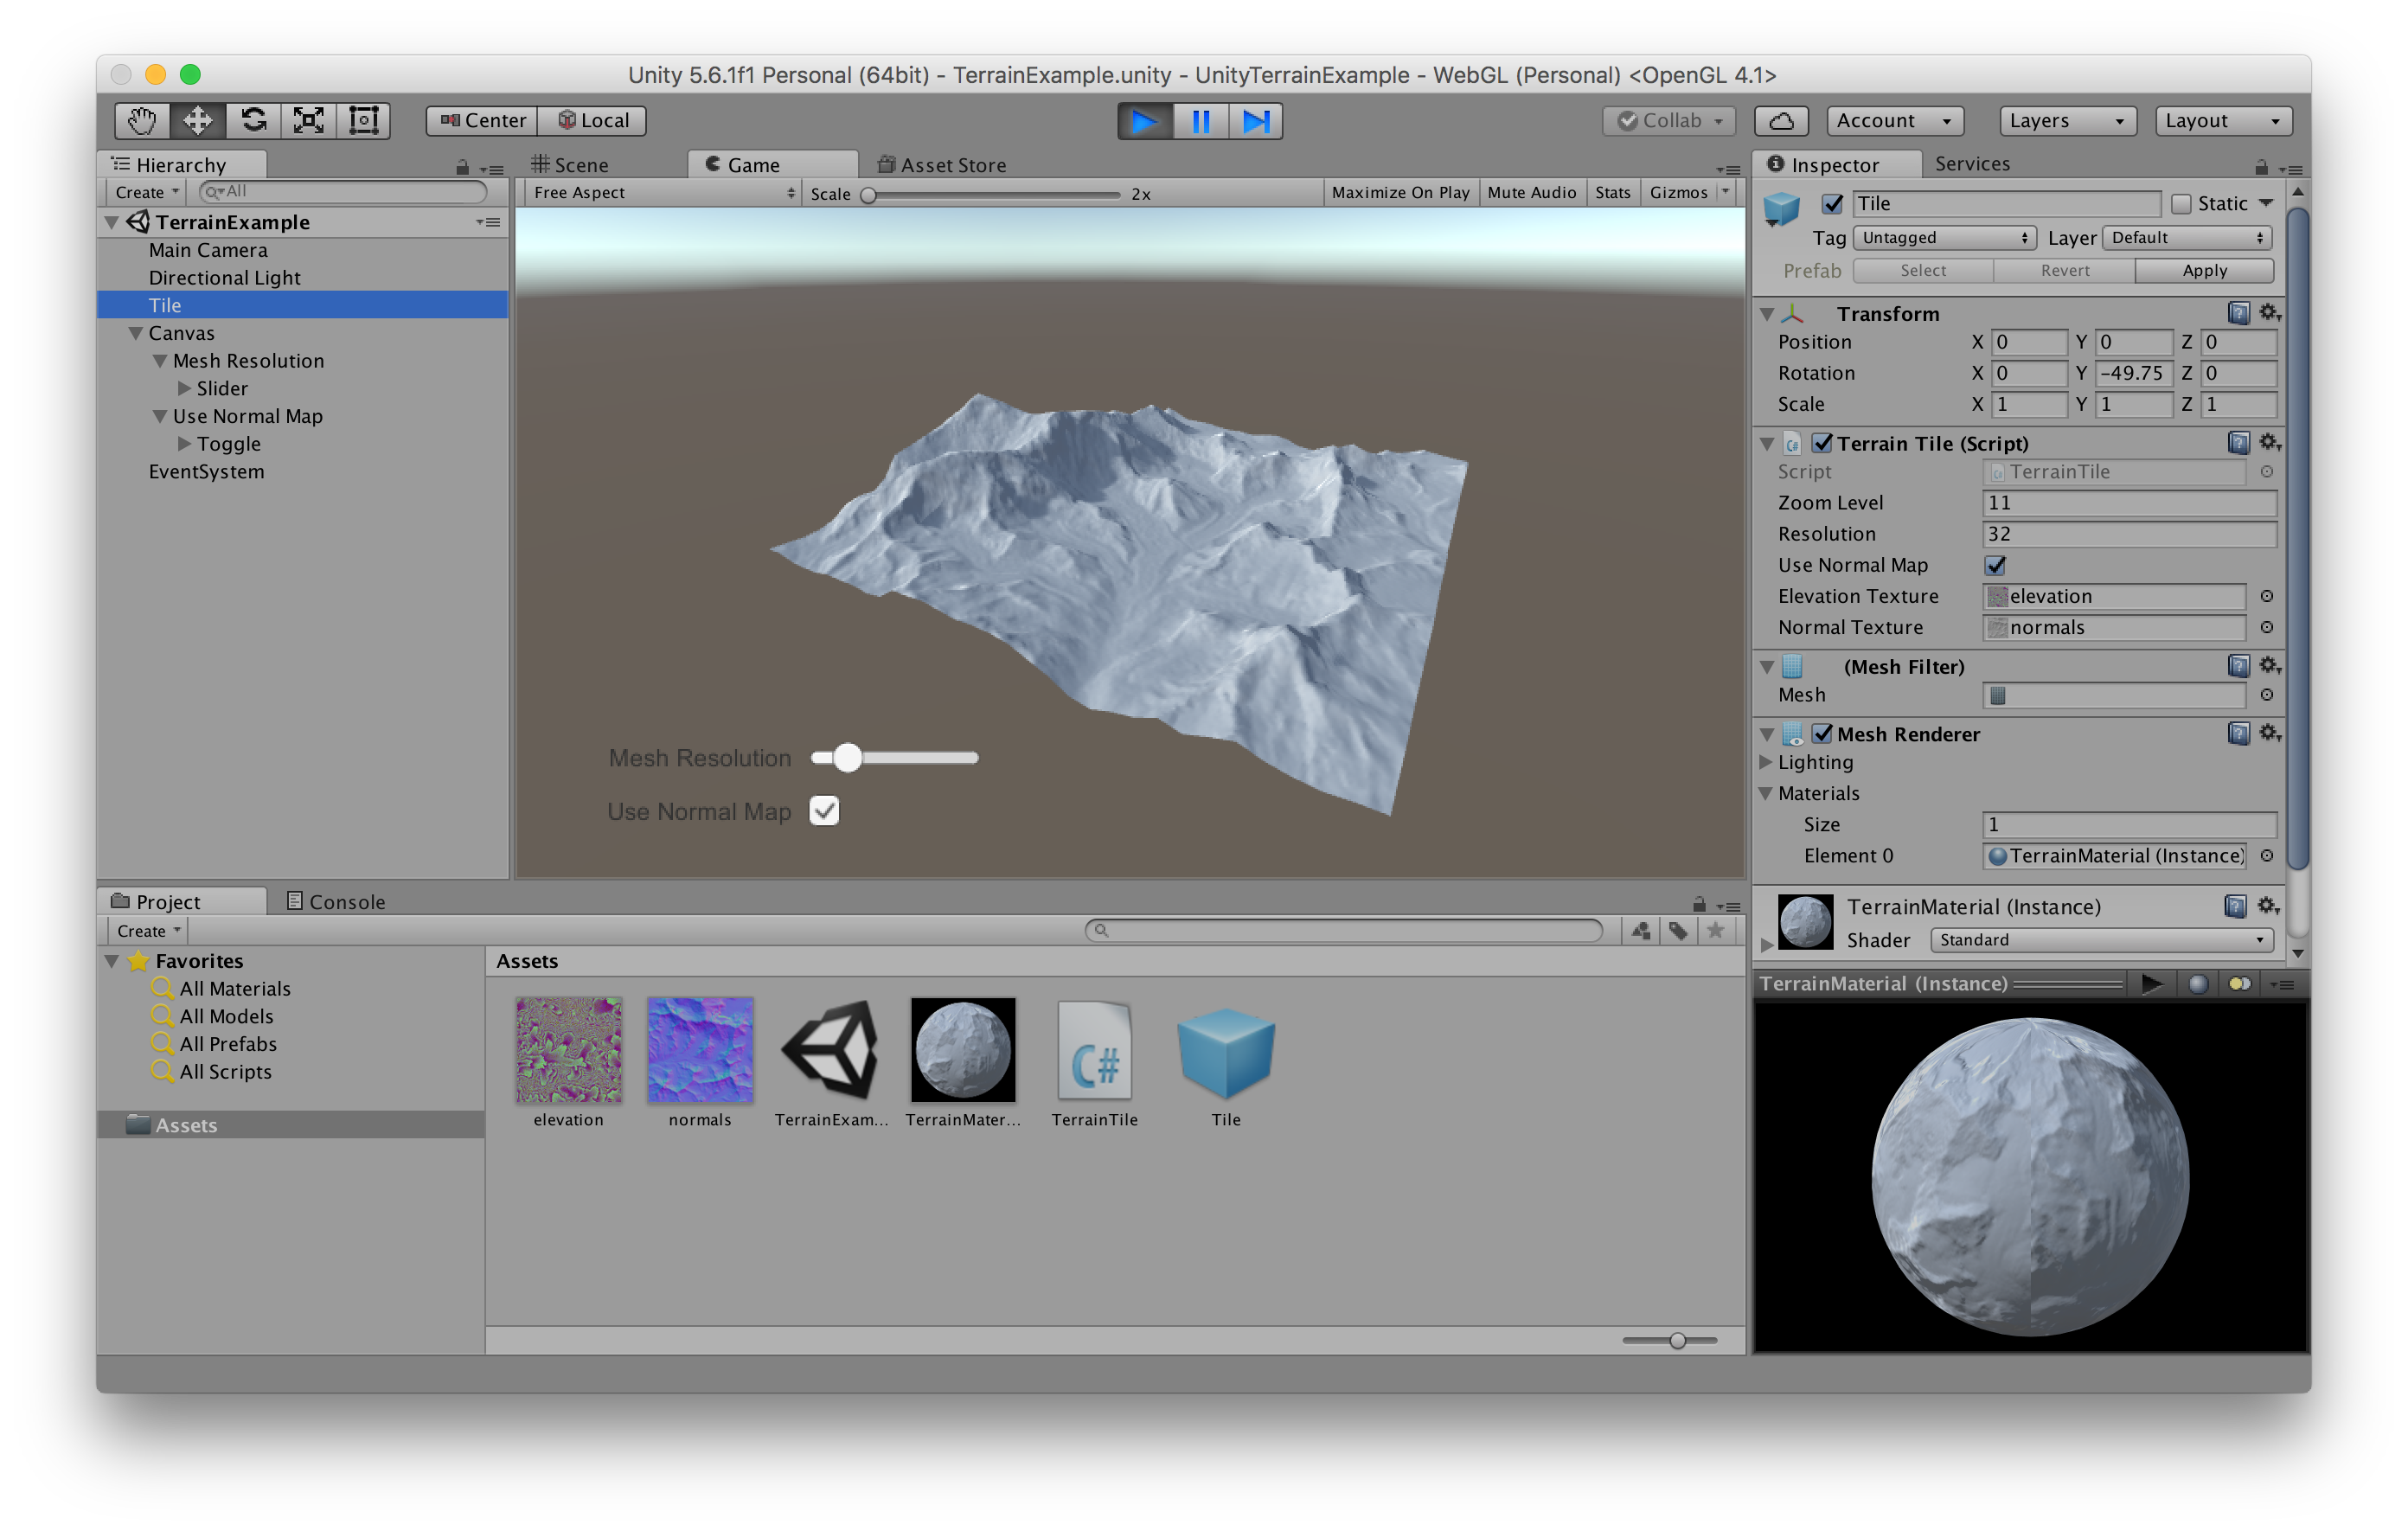 Unity 5.6.1f1 Personal (64bit) - TerrainExample.unity - UnityTerrainExample - WebGL (Personal) <OpenGL 4.1>
Center Local Collab Account Layers Layout
Hierarchy
Create All
TerrainExample
Main Camera
Directional Light
Tile
Canvas
Mesh Resolution
Slider
Use Normal Map
Toggle
EventSystem
Scene Game Asset Store
Free Aspect Scale 2x Maximize On Play Mute Audio Stats Gizmos
Mesh Resolution
Use Normal Map
Inspector Services
Tile Static
Tag Untagged Layer Default
Prefab Select Revert Apply
Transform
Position X 0 Y 0 Z 0
Rotation X 0 Y -49.75 Z 0
Scale X 1 Y 1 Z 1
C# Terrain Tile (Script)
Script TerrainTile
Zoom Level 11
Resolution 32
Use Normal Map
Elevation Texture elevation
Normal Texture normals
(Mesh Filter)
Mesh
Mesh Renderer
Lighting
Materials
Size 1
Element 0 TerrainMaterial (Instance)
TerrainMaterial (Instance)
Shader Standard
TerrainMaterial (Instance)
Project Console
Create
Favorites
All Materials
All Models
All Prefabs
All Scripts
Assets
Assets
C#
elevation normals TerrainExam... TerrainMater... TerrainTile Tile